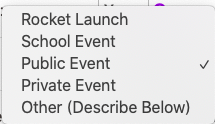 Rocket Launch
School Event
Public Event ✓
Private Event
Other (Describe Below)